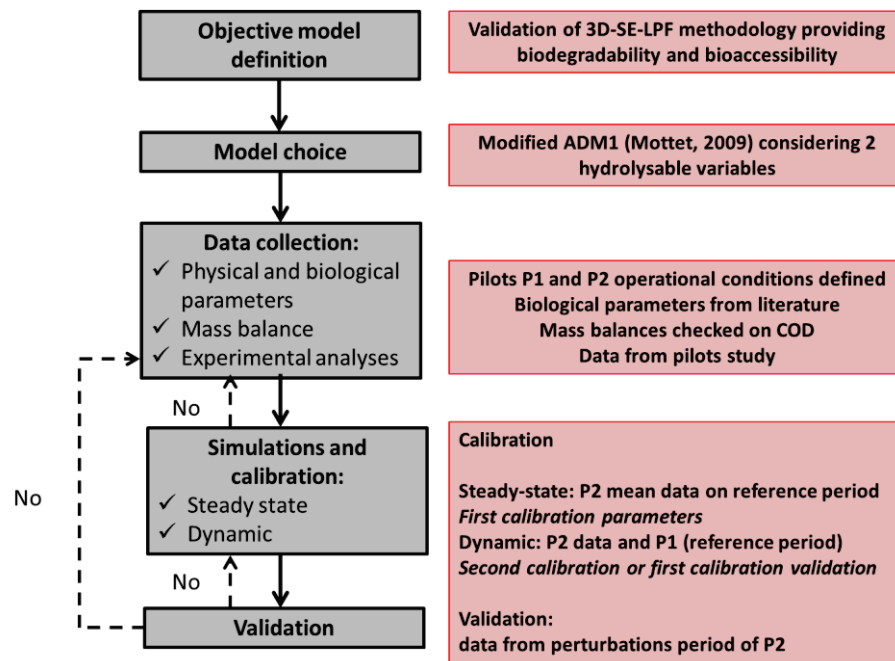 Objective model
definition
Validation of 3D-SE-LPF methodology providing
biodegradability and bioaccessibility
Model choice
Modified ADM1 (Mottet, 2009) considering 2
hydrolysable variables
Data collection:
✓ Physical and biological
parameters
✓ Mass balance
✓ Experimental analyses
Pilots P1 and P2 operational conditions defined
Biological parameters from literature
Mass balances checked on COD
Data from pilots study
No
No
Simulations and
calibration:
✓ Steady state
✓ Dynamic
Calibration
Steady-state: P2 mean data on reference period
First calibration parameters
Dynamic: P2 data and P1 (reference period)
Second calibration or first calibration validation
Validation:
data from perturbations period of P2
No
Validation